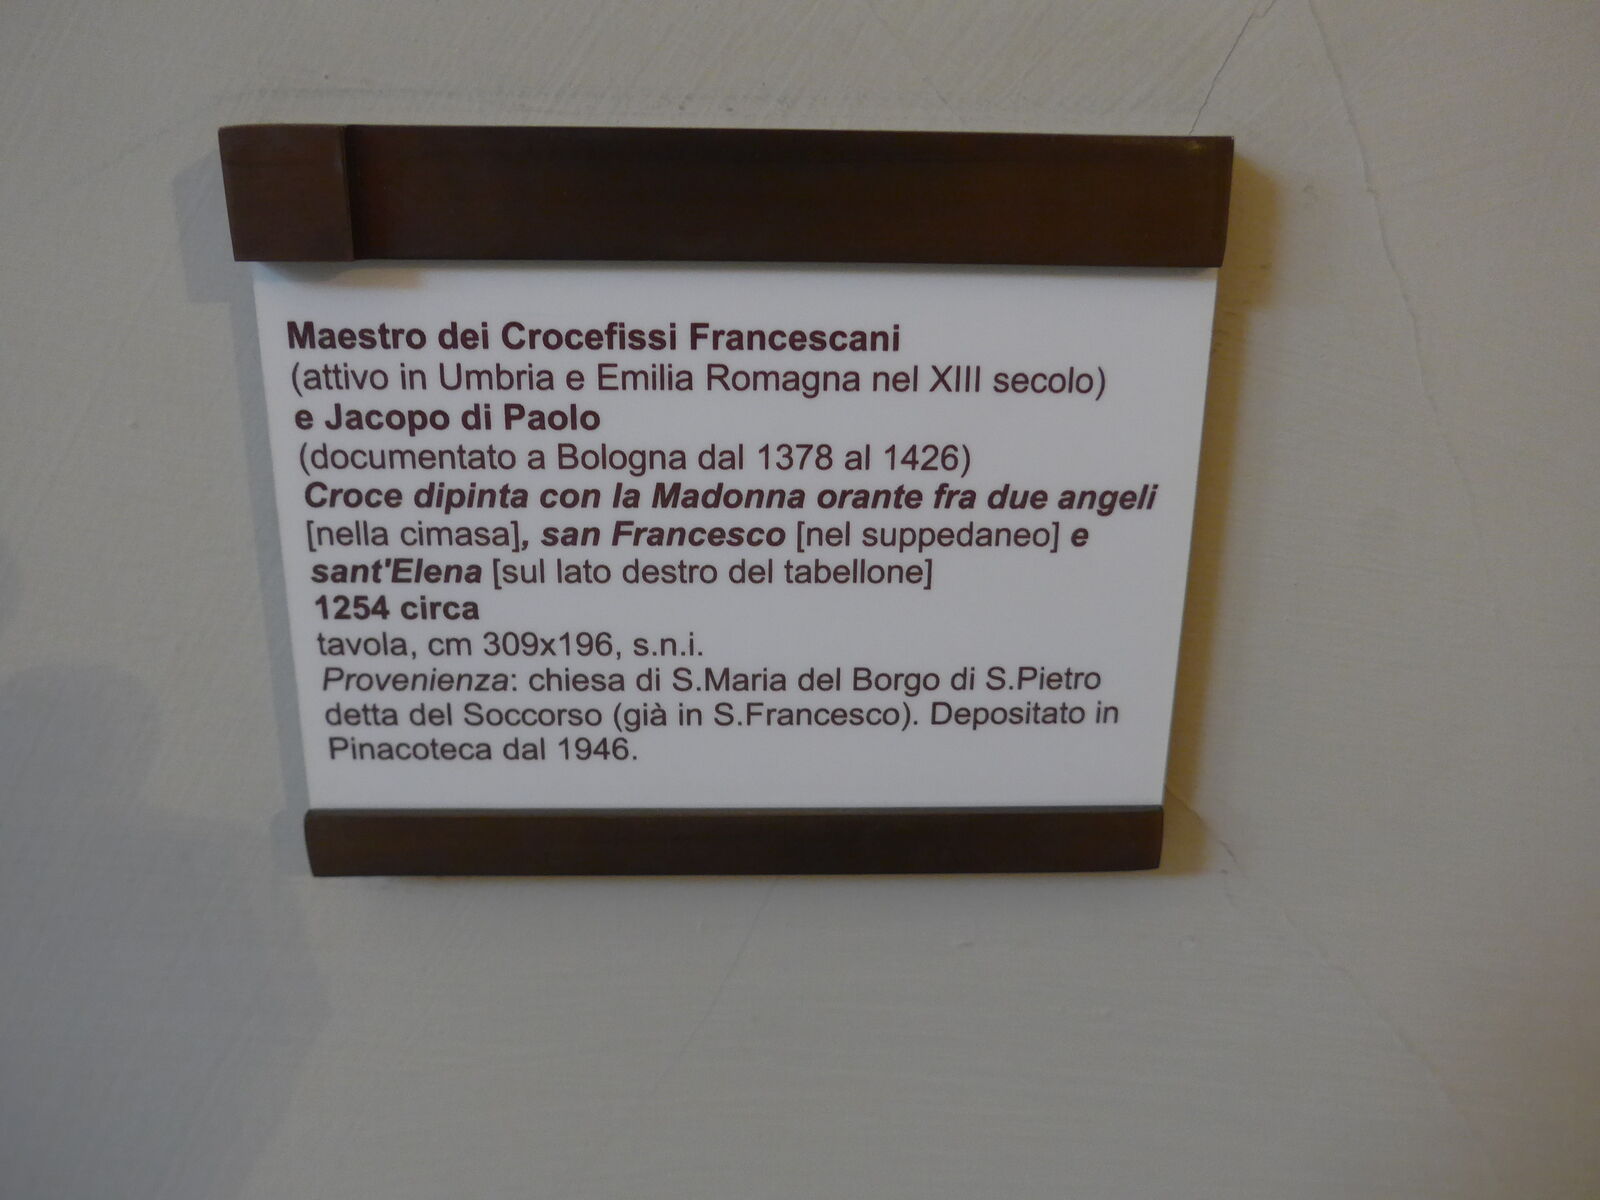 Maestro dei Crocefissi Francescani
(attivo in Umbria e Emilia Romagna nel XIII secolo)
e Jacopo di Paolo
(documentato a Bologna dal 1378 al 1426)
Croce dipinta con la Madonna orante fra due angeli
[nella cimasa], san Francesco [nel suppedaneo] e
sant'Elena [sul lato destro del tabellone]
1254 circa
tavola, cm 309x196, s.n.i.
Provenienza: chiesa di S.Maria del Borgo di S.Pietro
detta del Soccorso (già in S.Francesco). Depositato in
Pinacoteca dal 1946.